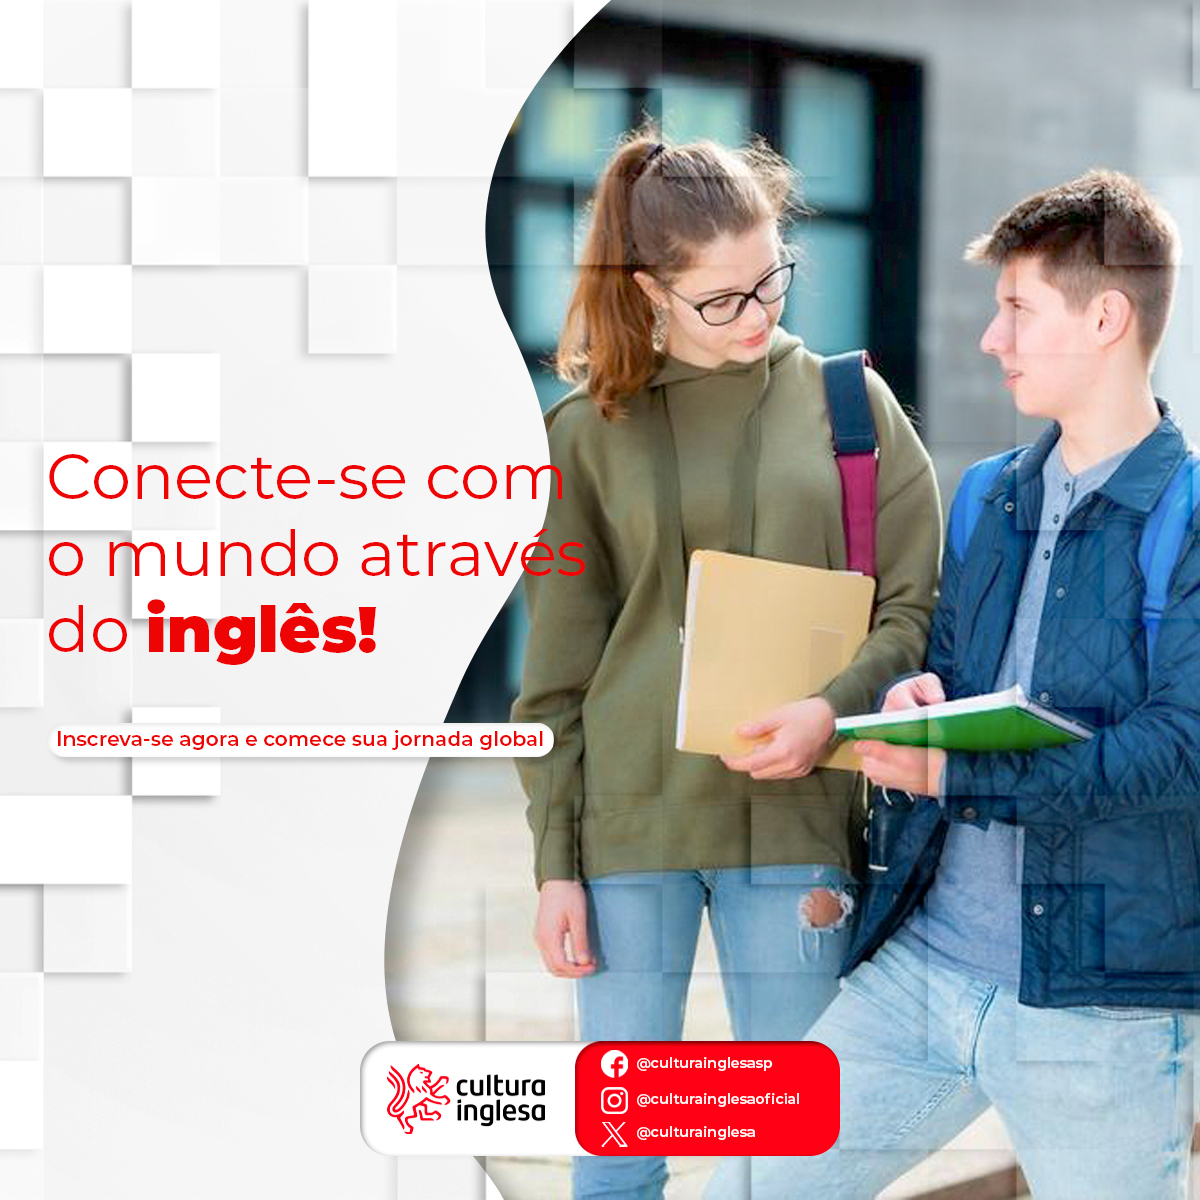 Conecte-se com
o mundo através
do inglês!
Inscreva-se agora e comece sua jornada global
cultura
inglesa
@culturainglesasp
@culturainglesaoficial
@culturainglesa